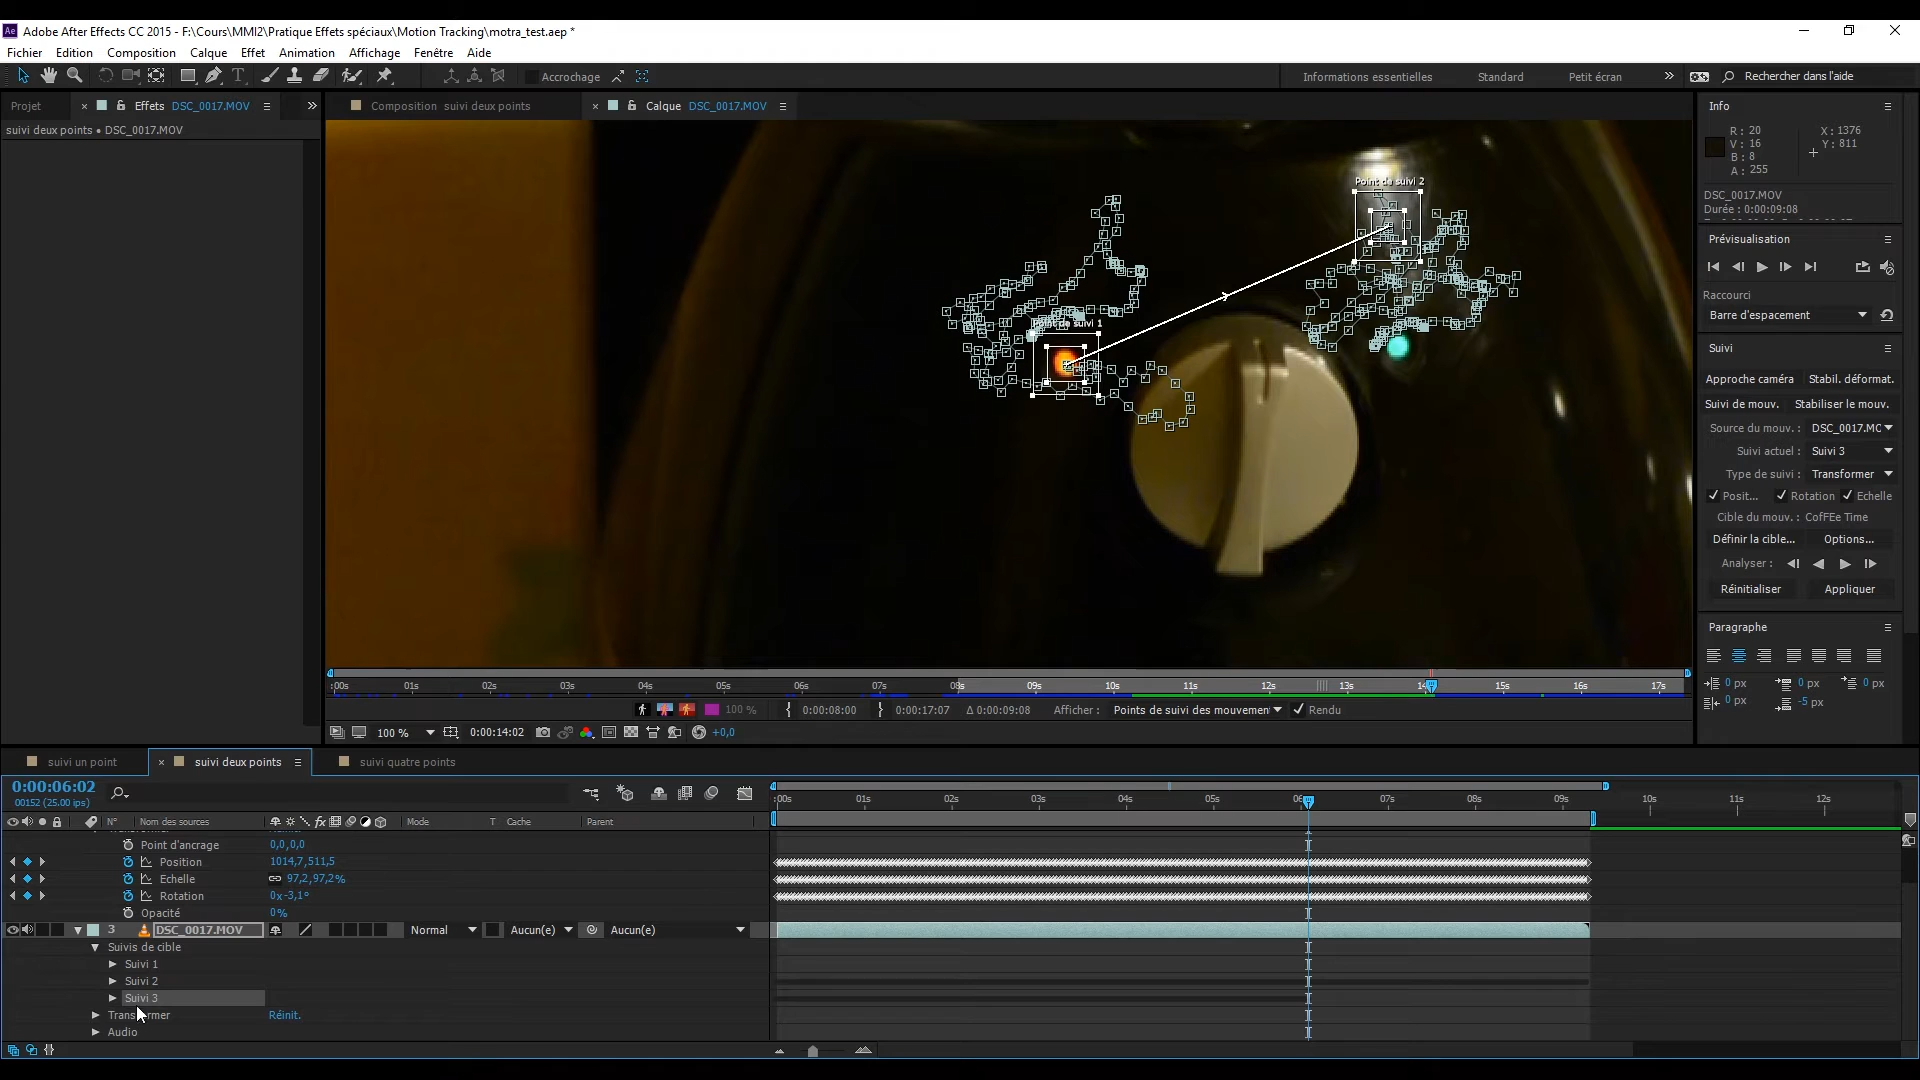 Adobe After Effects CC 2015 - F:\Cours\MMI2\Pratique Effets spéciaux\Motion Tracking\motra_test.aep *
Fichier Edition Composition Calque Effet Animation Affichage Fenêtre Aide
Accrochage Informations essentielles Standard Petit écran Rechercher dans l'aide
Projet Effets DSC_0017.MOV Composition suivi deux points Calque DSC_0017.MOV Info
suivi deux points • DSC_0017.MOV
R : 20 X : 1376
V : 16 Y : 811
B : 8
A : 255
DSC_0017.MOV
Durée : 0:00:09:08
Point de suivi 2
Point de suivi 1
Prévisualisation
Raccourci
Barre d'espacement
Suivi
Approche caméra Stabil. déformat.
Suivi de mouv. Stabiliser le mouv.
Source du mouv. : DSC_0017.MC
Suivi actuel : Suivi 3
Type de suivi : Transformer
Posit... Rotation Echelle
Cible du mouv. : CofFEe Time
Définir la cible... Options...
Analyser :
Réinitialiser Appliquer
Paragraphe
0 px 0 px 0 px
0 px -5 px
:00s 01s 02s 03s 04s 05s 06s 07s 08s 09s 10s 11s 12s 13s 14 15s 16s 17s
100 % 0:00:08:00 0:00:17:07 Δ 0:00:09:08 Afficher : Points de suivi des mouvement Rendu
100 % 0:00:14:02 +0,0
suivi un point suivi deux points suivi quatre points
0:00:06:02
00152 (25.00 ips)
:00s 01s 02s 03s 04s 05s 06 07s 08s 09s 10s 11s 12s
N° Nom des sources Mode T Cache Parent
Point d'ancrage 0,0,0,0
Position 1014,7,511,5
Echelle 97,2,97,2%
Rotation 0x-3,1°
Opacité 0%
3 DSC_0017.MOV Normal Aucun(e) Aucun(e)
Suivis de cible
Suivi 1
Suivi 2
Suivi 3
Transformer Réinit.
Audio